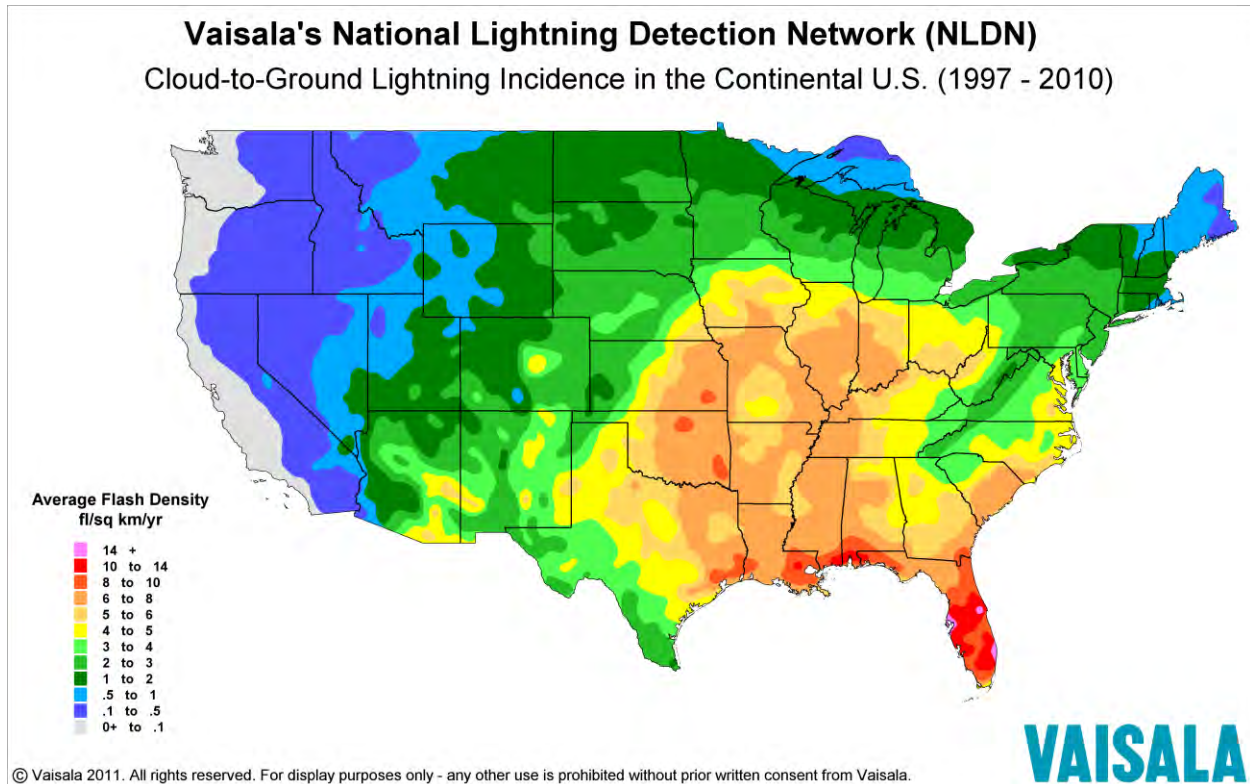 Vaisala's National Lightning Detection Network (NLDN)
Cloud-to-Ground Lightning Incidence in the Continental U.S. (1997 - 2010)
Average Flash Density
fl/sq km/yr
14 +
10 to 14
8 to 10
6 to 8
5 to 6
4 to 5
3 to 4
2 to 3
1 to 2
.5 to 1
.1 to .5
0+ to .1
VAISALA
© Vaisala 2011. All rights reserved. For display purposes only - any other use is prohibited without prior written consent from Vaisala.